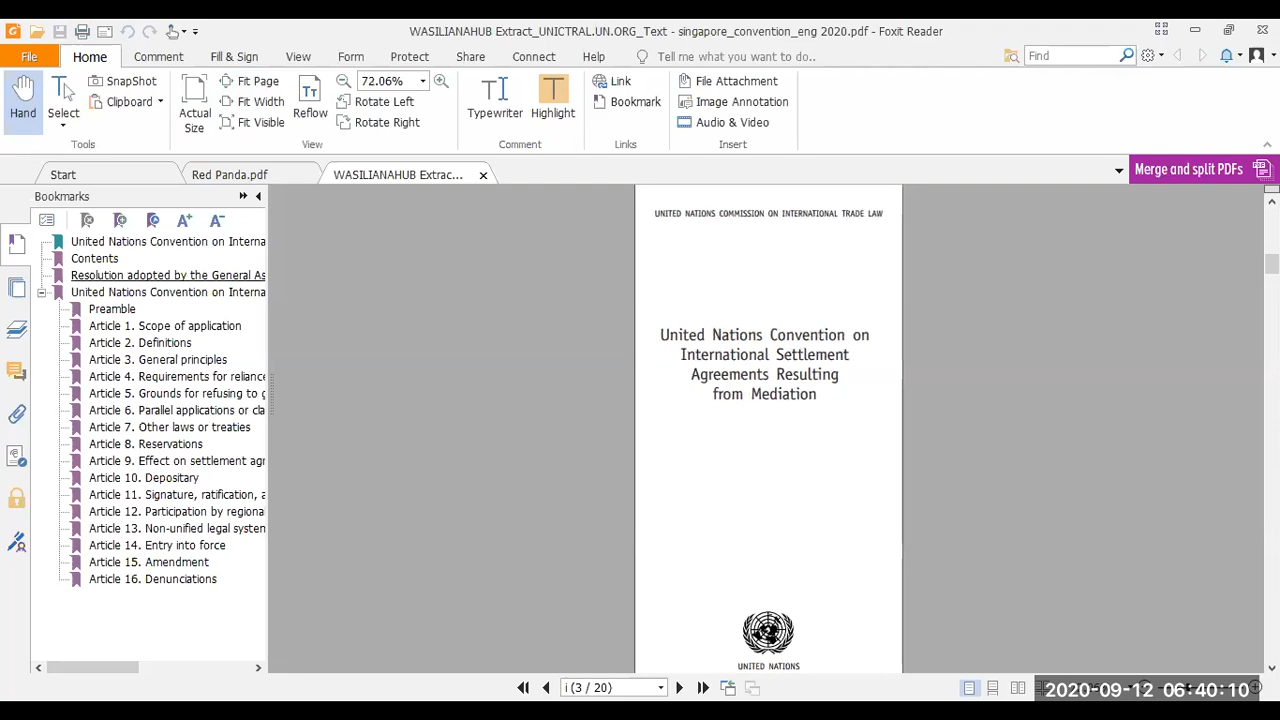 WASILIANAHUB Extract_UNICTRAL.UN.ORG_Text - singapore_convention_eng 2020.pdf - Foxit Reader
File Home Comment Fill & Sign View Form Protect Share Connect Help Tell me what you want to do.. Find
Hand
Select
SnapShot
Clipboard
Tools
Actual Size
Fit Page
Fit Width
Fit Visible
Reflow
72.06%
Rotate Left
Rotate Right
View
Typewriter
Highlight
Comment
Link
Bookmark
Links
File Attachment
Image Annotation
Audio & Video
Insert
Start
Red Panda.pdf
WASILIANAHUB Extrac...
Merge and split PDFs
Bookmarks
United Nations Convention on Interna
Contents
Resolution adopted by the General As
United Nations Convention on Interna
Preamble
Article 1. Scope of application
Article 2. Definitions
Article 3. General principles
Article 4. Requirements for reliance
Article 5. Grounds for refusing to g
Article 6. Parallel applications or cla
Article 7. Other laws or treaties
Article 8. Reservations
Article 9. Effect on settlement agr
Article 10. Depositary
Article 11. Signature, ratification, a
Article 12. Participation by regiona
Article 13. Non-unified legal system
Article 14. Entry into force
Article 15. Amendment
Article 16. Denunciations
UNITED NATIONS COMMISSION ON INTERNATIONAL TRADE LAW
United Nations Convention on
International Settlement
Agreements Resulting
from Mediation
UNITED NATIONS
i (3 / 20)
2020-09-12 06:40:10